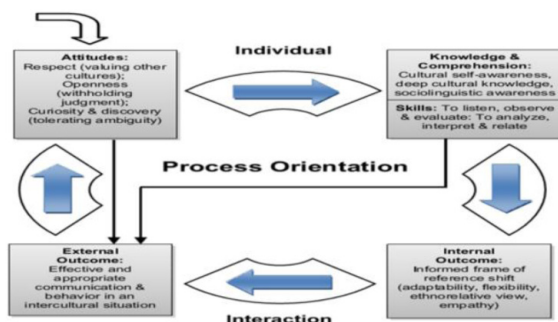 Individual
Attitudes:
Respect (valuing other
cultures);
Openness
(withholding
judgment);
Curiosity & discovery
(tolerating ambiguity)
Knowledge &
Comprehension:
Cultural self-awareness,
deep cultural knowledge,
sociolinguistic awareness
Skills: To listen, observe
& evaluate: To analyze,
interpret & relate
Process Orientation
External
Outcome:
Effective and
appropriate
communication &
behavior in an
intercultural situation
Internal
Outcome:
Informed frame of
reference shift
(adaptability, flexibility,
ethnorelative view,
empathy)
Interaction